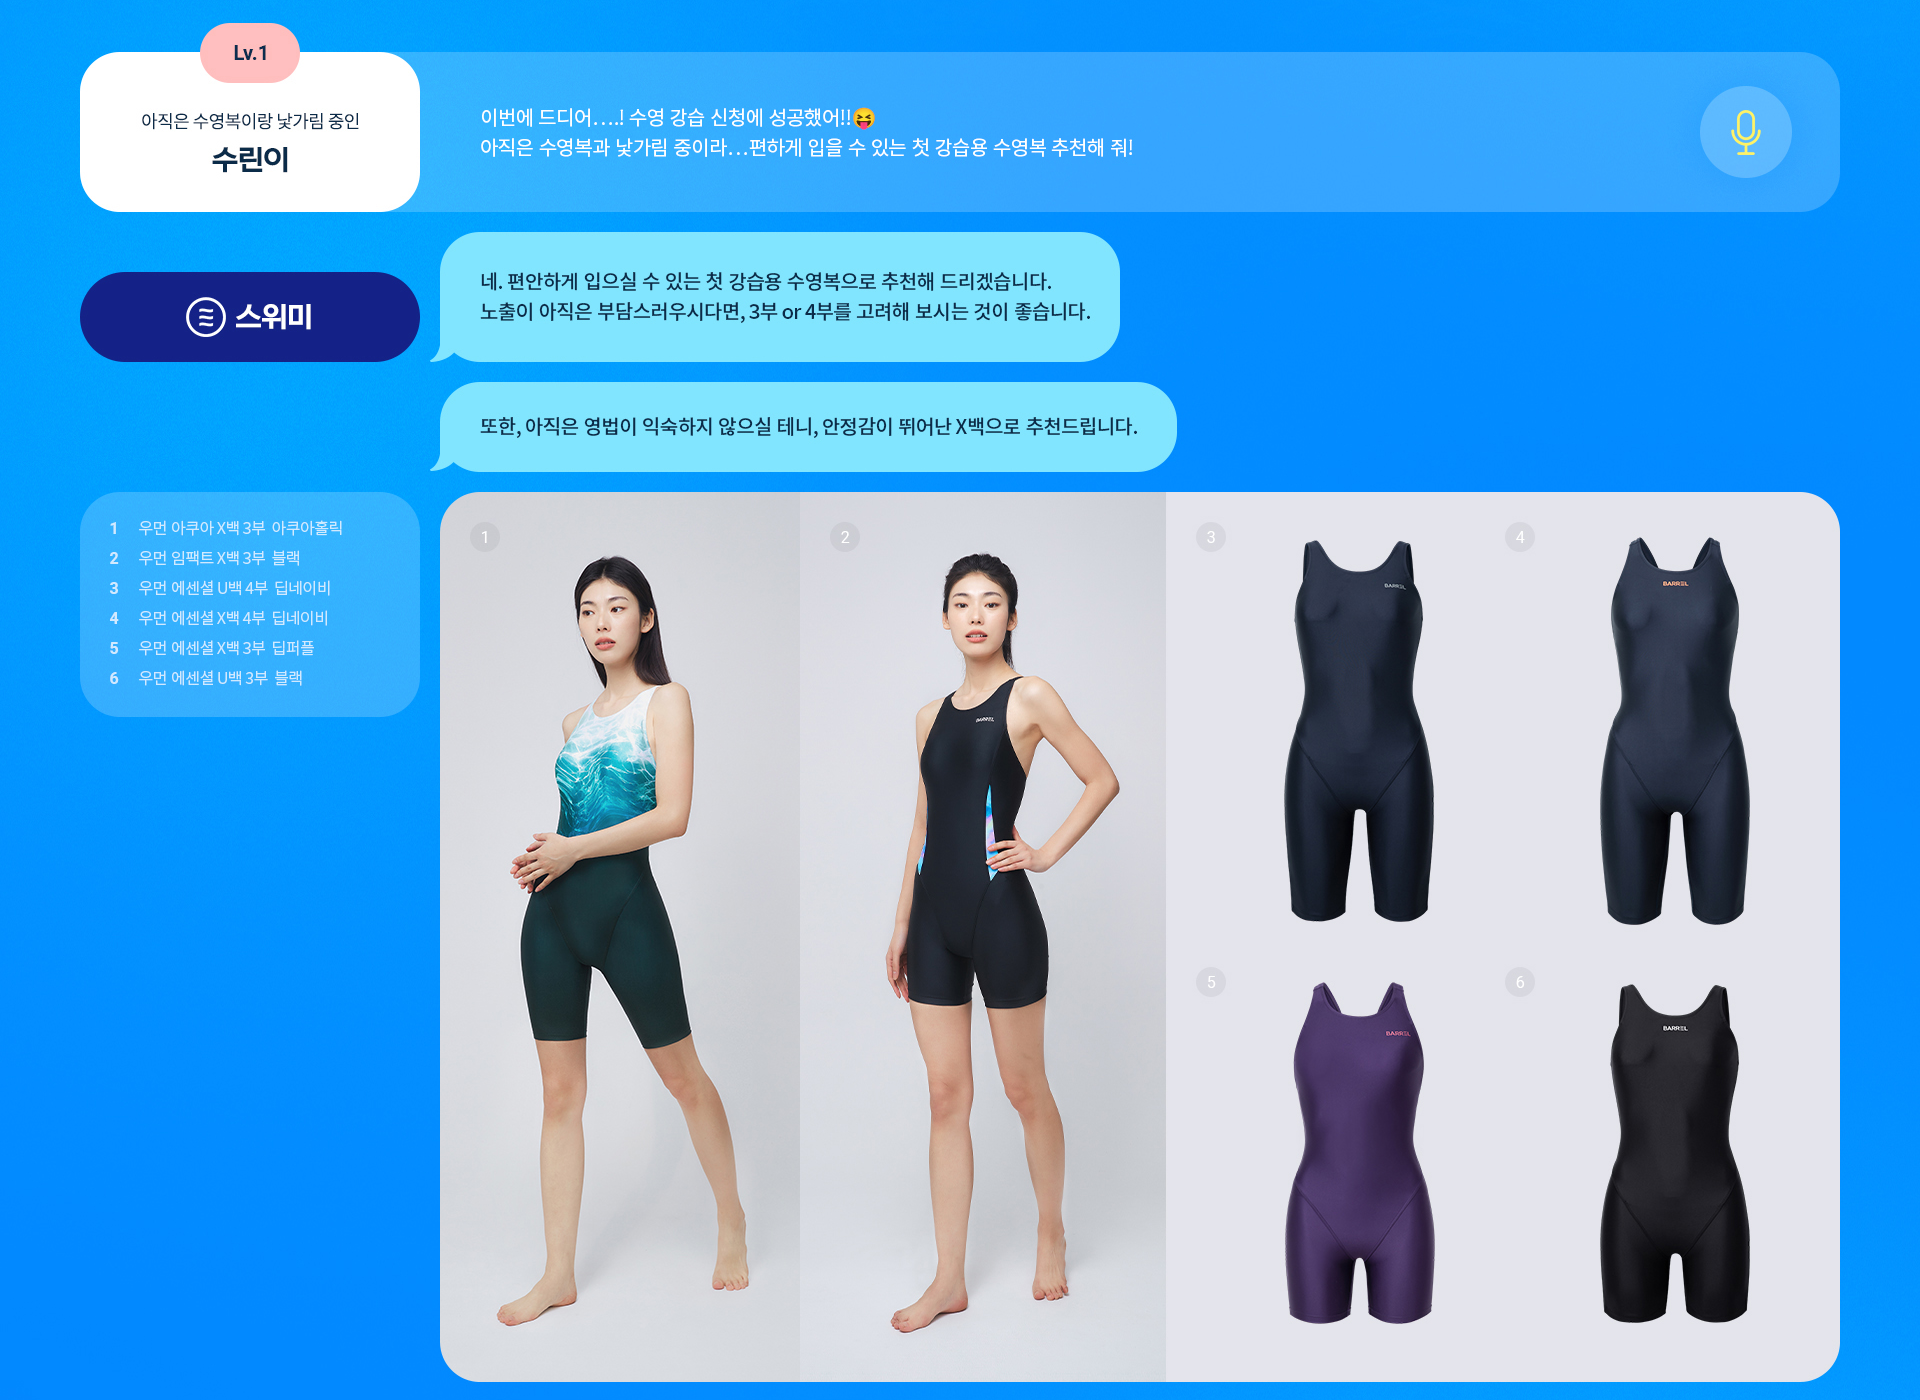 Lv.1
아직은 수영복이랑 낯가림 중인
수린이
이번에 드디어….! 수영 강습 신청에 성공했어!!😝
아직은 수영복과 낯가림 중이라…편하게 입을 수 있는 첫 강습용 수영복 추천해 줘!
스위미
네. 편안하게 입으실 수 있는 첫 강습용 수영복으로 추천해 드리겠습니다.
노출이 아직은 부담스러우시다면, 3부 or 4부를 고려해 보시는 것이 좋습니다.
또한, 아직은 영법이 익숙하지 않으실 테니, 안정감이 뛰어난 X백으로 추천드립니다.
1 우먼 아쿠아 X백 3부 아쿠아홀릭
2 우먼 임팩트 X백 3부 블랙
3 우먼 에센셜 U백 4부 딥네이비
4 우먼 에센셜 X백 4부 딥네이비
5 우먼 에센셜 X백 3부 딥퍼플
6 우먼 에센셜 U백 3부 블랙
1
2
BARREL
3
BARREL
4
BARREL
5
BARREL
6
BARREL